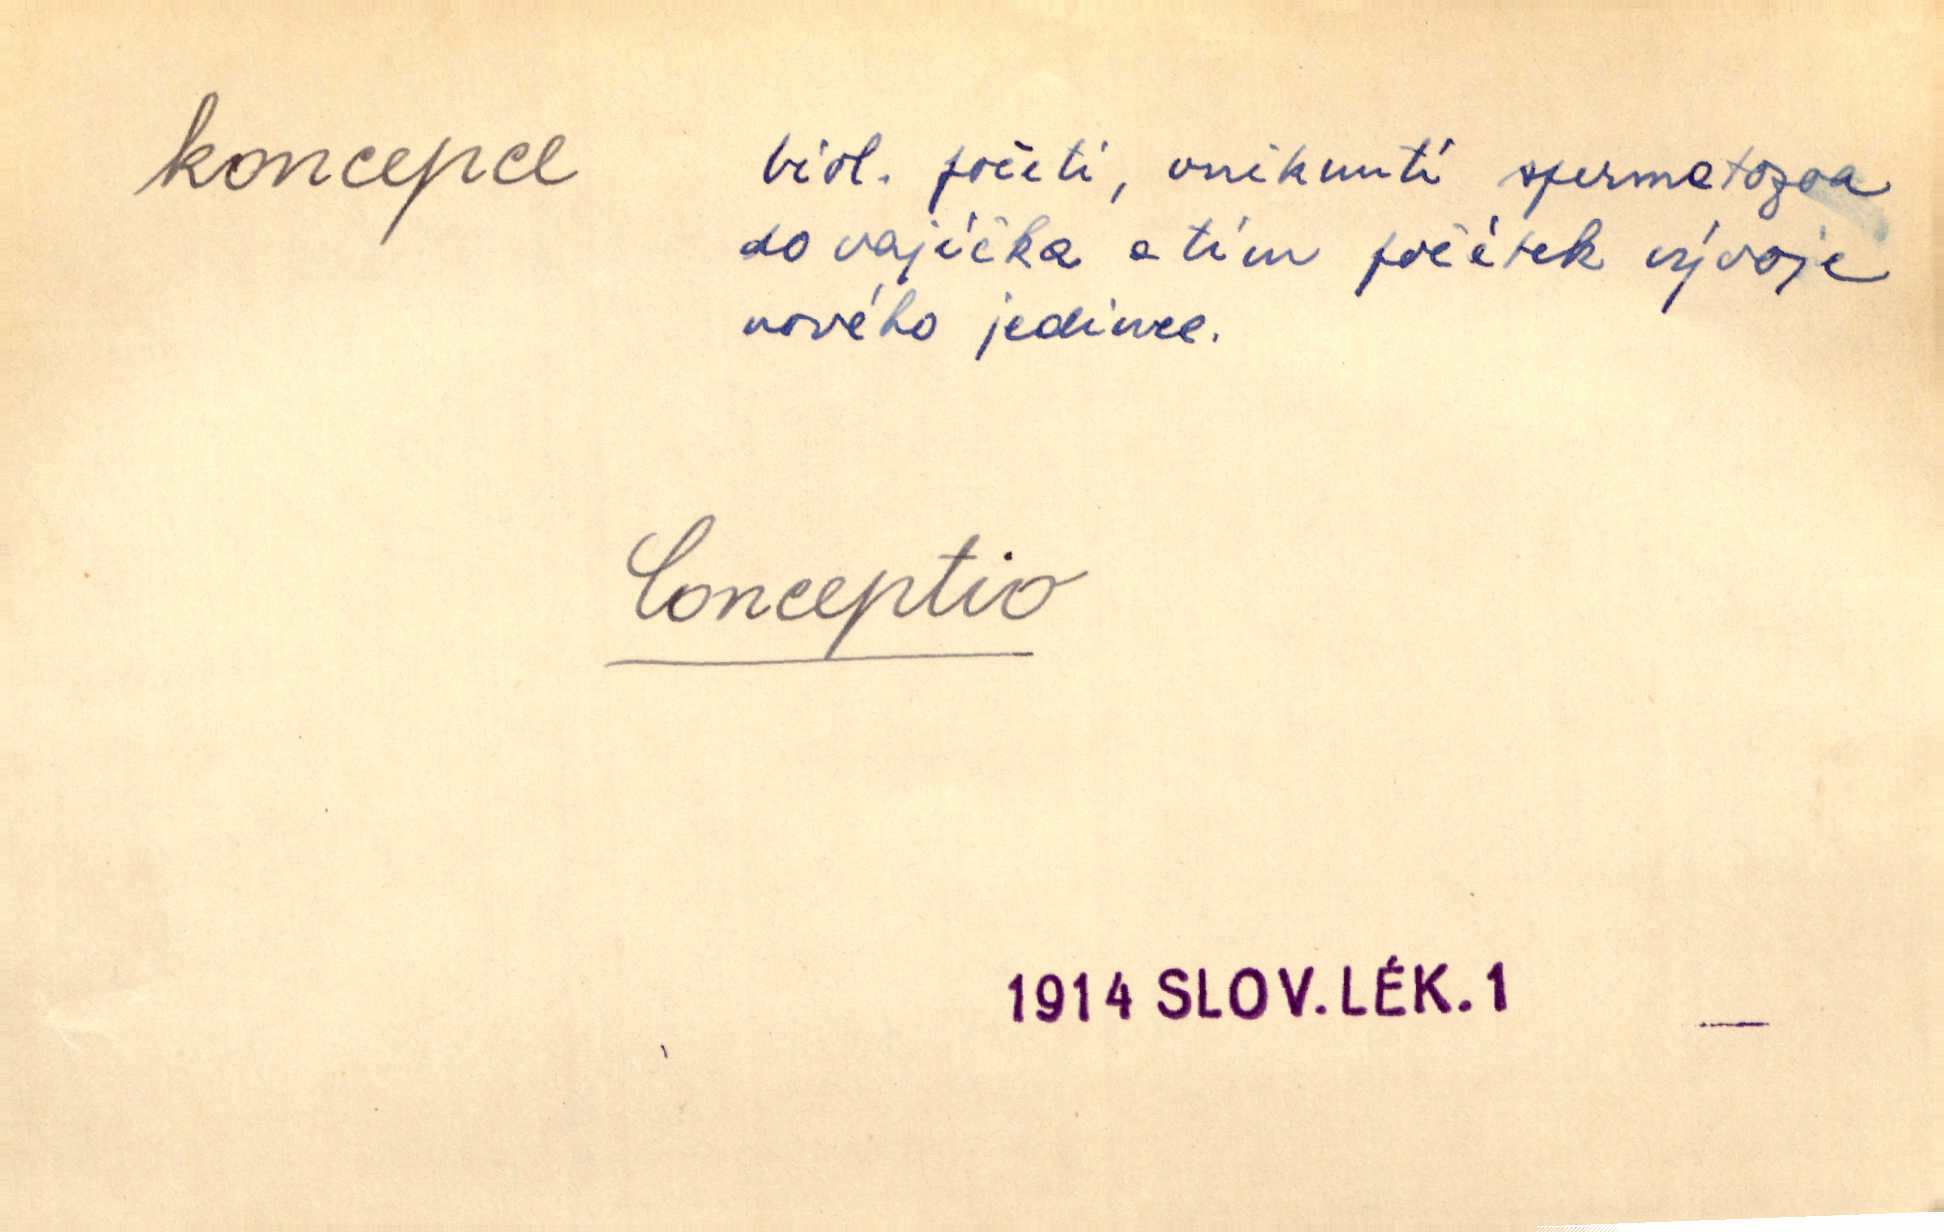 koncepce
biol. početí, vniknutí spermatozoa
do vajíčka a tím počátek vývoje
nového jedince.
Conceptio
1914 SLOV. LÉK. 1